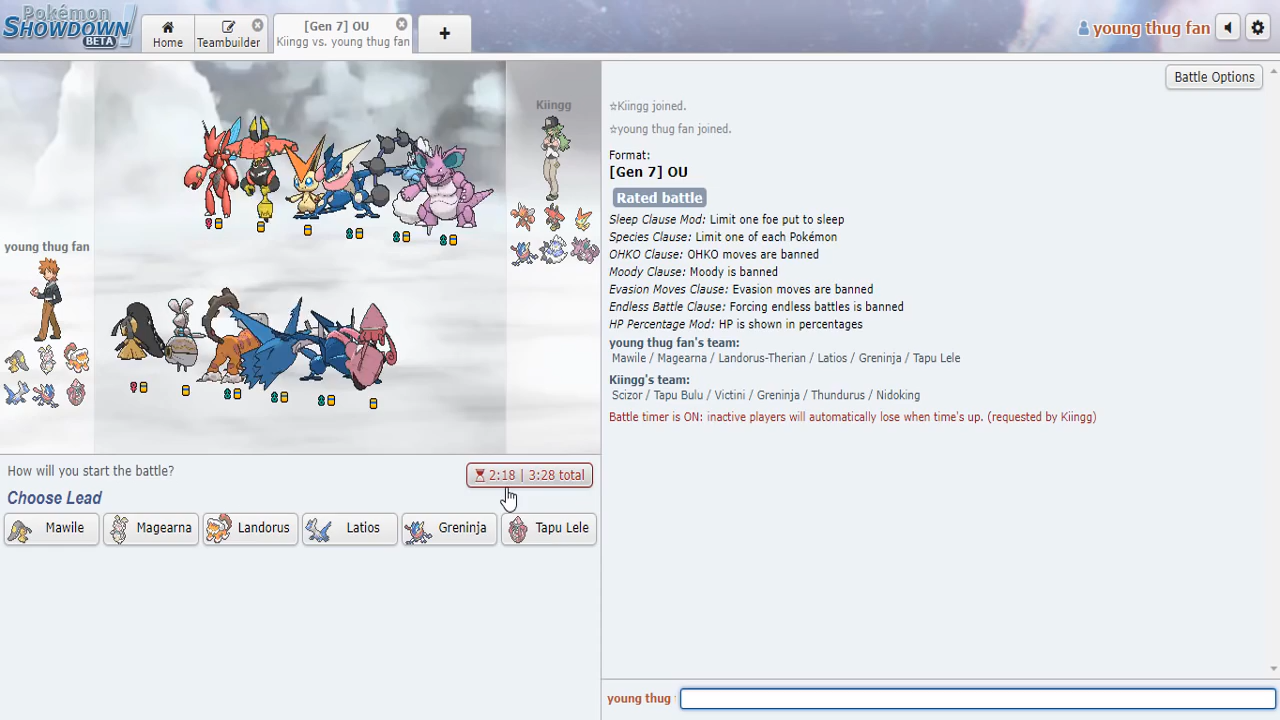 Pokémon
SHOWDOWN!
BETA
Home
Teambuilder
[Gen 7] OU
Kiingg vs. young thug fan
+
young thug fan
Battle Options
Kiingg
young thug fan
☆Kiingg joined.
☆young thug fan joined.
Format:
[Gen 7] OU
Rated battle
Sleep Clause Mod: Limit one foe put to sleep
Species Clause: Limit one of each Pokémon
OHKO Clause: OHKO moves are banned
Moody Clause: Moody is banned
Evasion Moves Clause: Evasion moves are banned
Endless Battle Clause: Forcing endless battles is banned
HP Percentage Mod: HP is shown in percentages
young thug fan's team:
Mawile / Magearna / Landorus-Therian / Latios / Greninja / Tapu Lele
Kiingg's team:
Scizor / Tapu Bulu / Victini / Greninja / Thundurus / Nidoking
Battle timer is ON: inactive players will automatically lose when time's up. (requested by Kiingg)
How will you start the battle?
2:18 | 3:28 total
Choose Lead
Mawile
Magearna
Landorus
Latios
Greninja
Tapu Lele
young thug